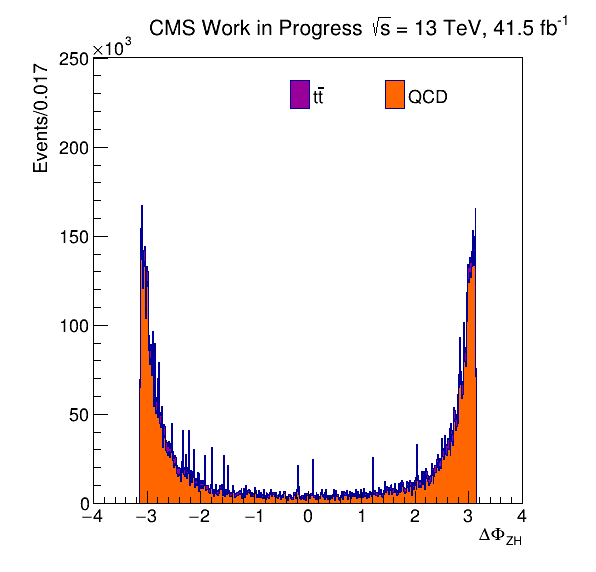 CMS Work in Progress √s = 13 TeV, 41.5 fb⁻¹
×10³
Events/0.017
250
200
150
100
50
0
tt̄
QCD
−4 −3 −2 −1 0 1 2 3 4
ΔΦ_ZH